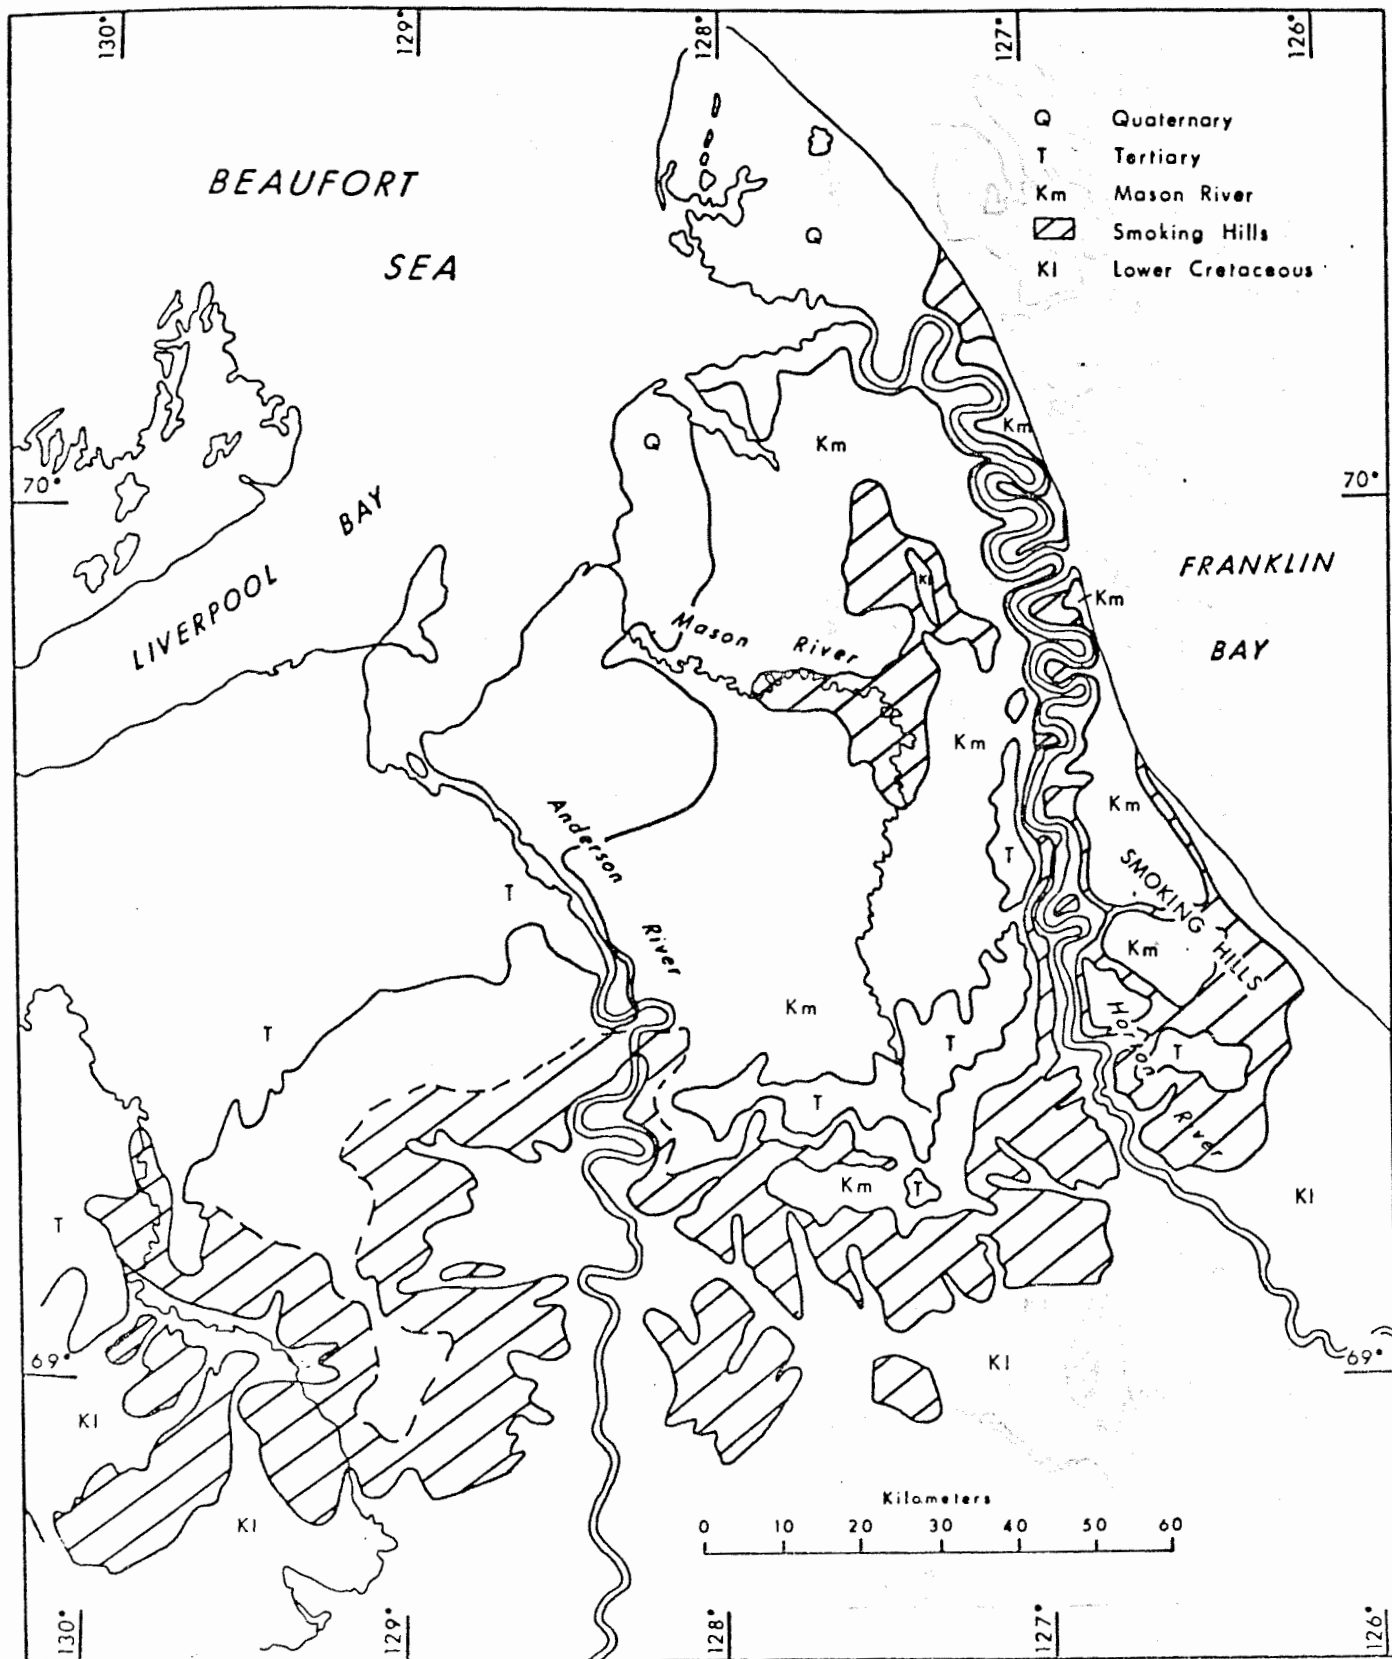 130°
129°
128°
127°
126°
Q Quaternary
T Tertiary
Km Mason River
Smoking Hills
Kl Lower Cretaceous
BEAUFORT
SEA
Q
Km
Q
Km
70°
70°
BAY
LIVERPOOL
FRANKLIN
BAY
Kl
Km
Mason River
Km
Km
SMOKING
HILLS
T
Anderson
River
T
Km
Km
T
Horton
River
T
T
T
Km
T
Kl
T
69°
69°
Kl
Kl
Kl
Kilometers
0 10 20 30 40 50 60
130°
129°
128°
127°
126°